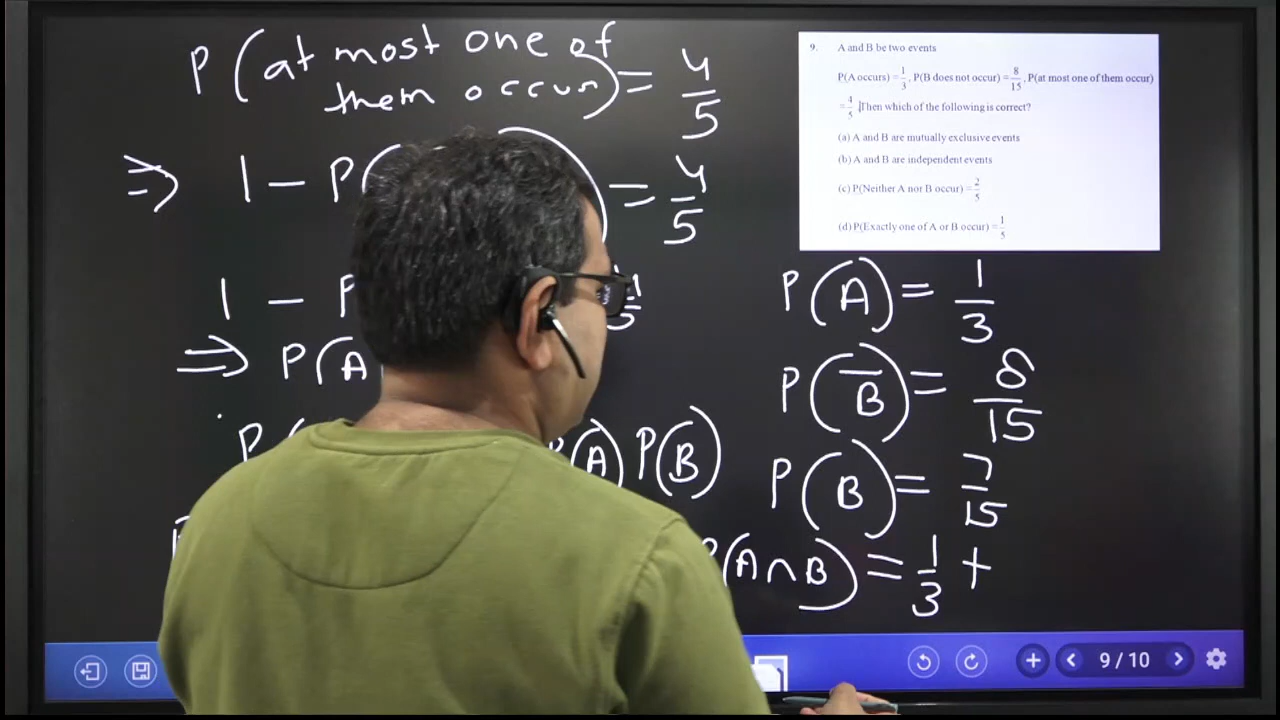 P(at most one of
them occur) = 4/5
⇒ 1 − P( ) = 4/5
1 − P
⇒ P(A
P( P(A) P(B)
P(A∩B) = 1/3 +
9. A and B be two events
P(A occurs) = 1/3, P(B does not occur) = 8/15, P(at most one of them occur)
= 4/5, Then which of the following is correct?
(a) A and B are mutually exclusive events
(b) A and B are independent events
(c) P(Neither A nor B occur) = 2/5
(d) P(Exactly one of A or B occur) = 1/5
P(A) = 1/3
P(B̅) = 8/15
P(B) = 7/15
9 / 10